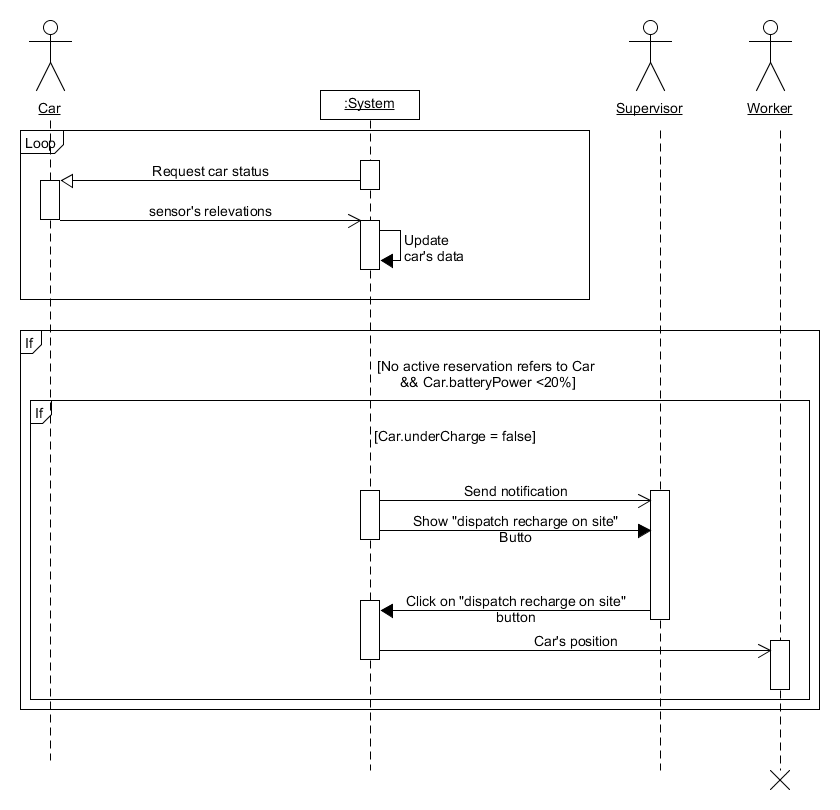 Car
:System
Supervisor
Worker
Loop
Request car status
sensor's relevations
Update
car's data
If
[No active reservation refers to Car
&& Car.batteryPower <20%]
If
[Car.underCharge = false]
Send notification
Show "dispatch recharge on site"
Butto
Click on "dispatch recharge on site"
button
Car's position